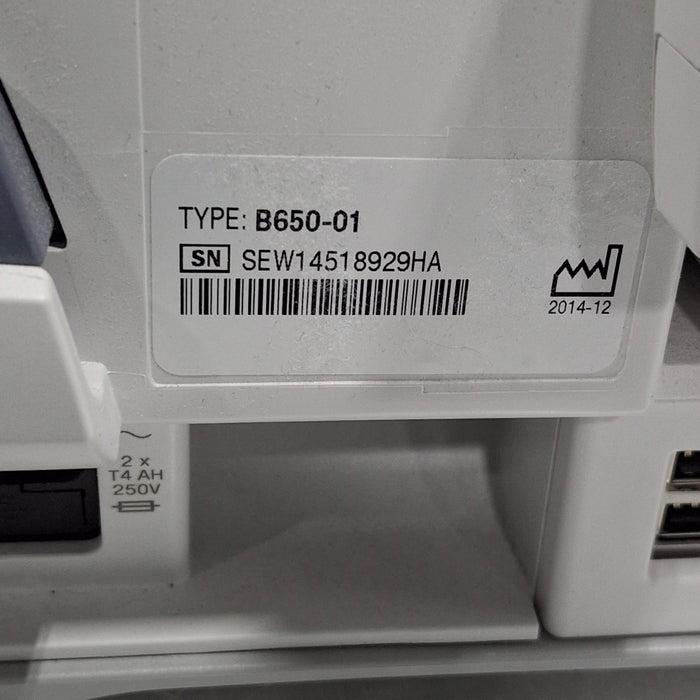 TYPE: B650-01
SN SEW14518929HA
2014-12
2 x
T4 AH
250V